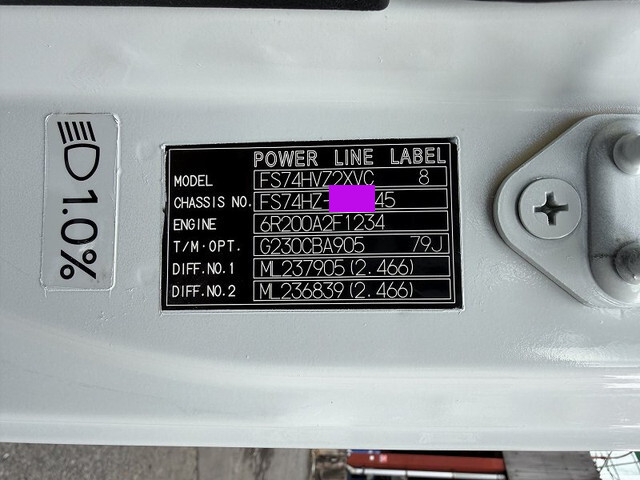 POWER LINE LABEL
MODEL FS74HVZ2XVC 8
CHASSIS NO. FS74HZ- 45
ENGINE 6R200A2F1234
T/M·OPT. G230CBA905 79J
DIFF.NO.1 ML237905(2.466)
DIFF.NO.2 ML236839(2.466)
1.0%